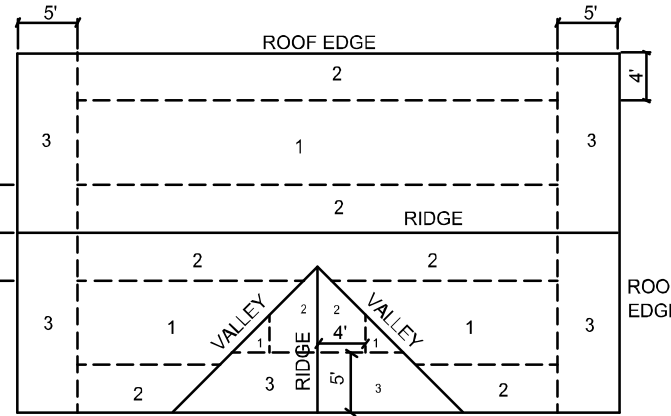 5' 5'
ROOF EDGE
2 4'
3 1 3
2
RIDGE
2 2
VALLEY 2 2 VALLEY
3 1 4' 1 3
1 1
RIDGE
2 3 5' 3 2